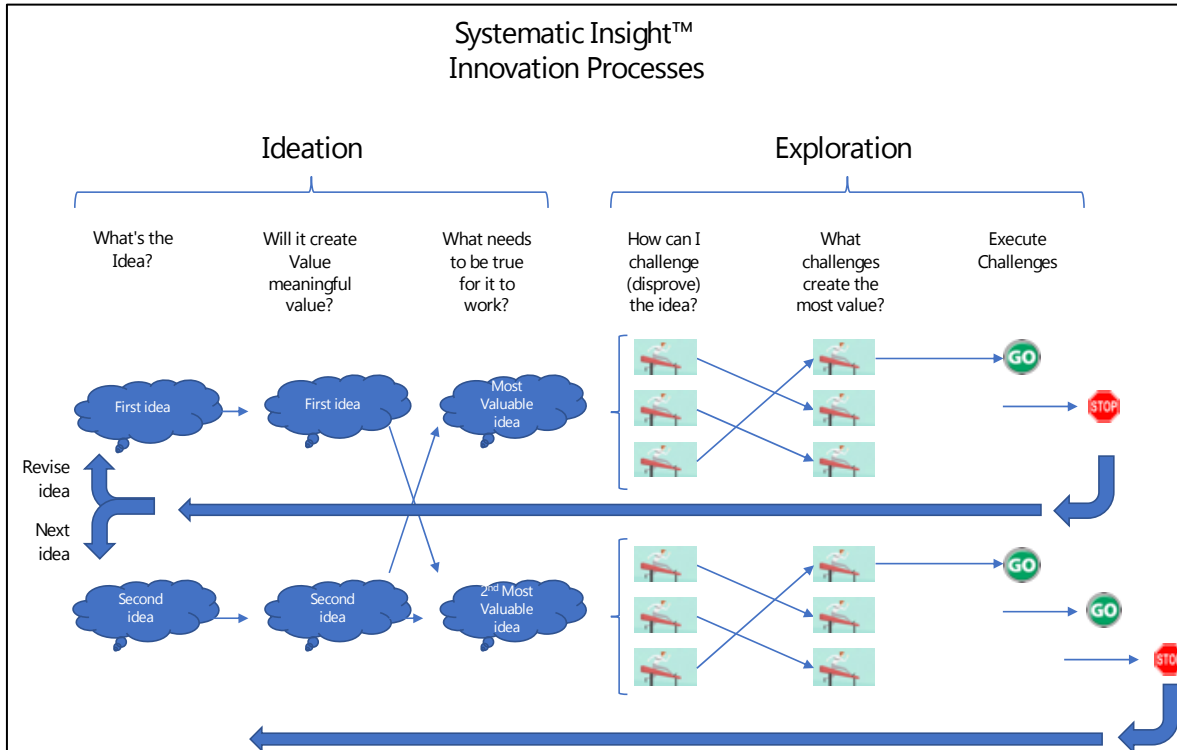 Systematic Insight™
Innovation Processes
Ideation
Exploration
What's the
Idea?
Will it create
Value
meaningful
value?
What needs
to be true
for it to
work?
How can I
challenge
(disprove)
the idea?
What
challenges
create the
most value?
Execute
Challenges
First idea
First idea
Most
Valuable
idea
GO
STOP
Revise
idea
Next
idea
Second
idea
Second
idea
2nd Most
Valuable
idea
GO
GO
STOP